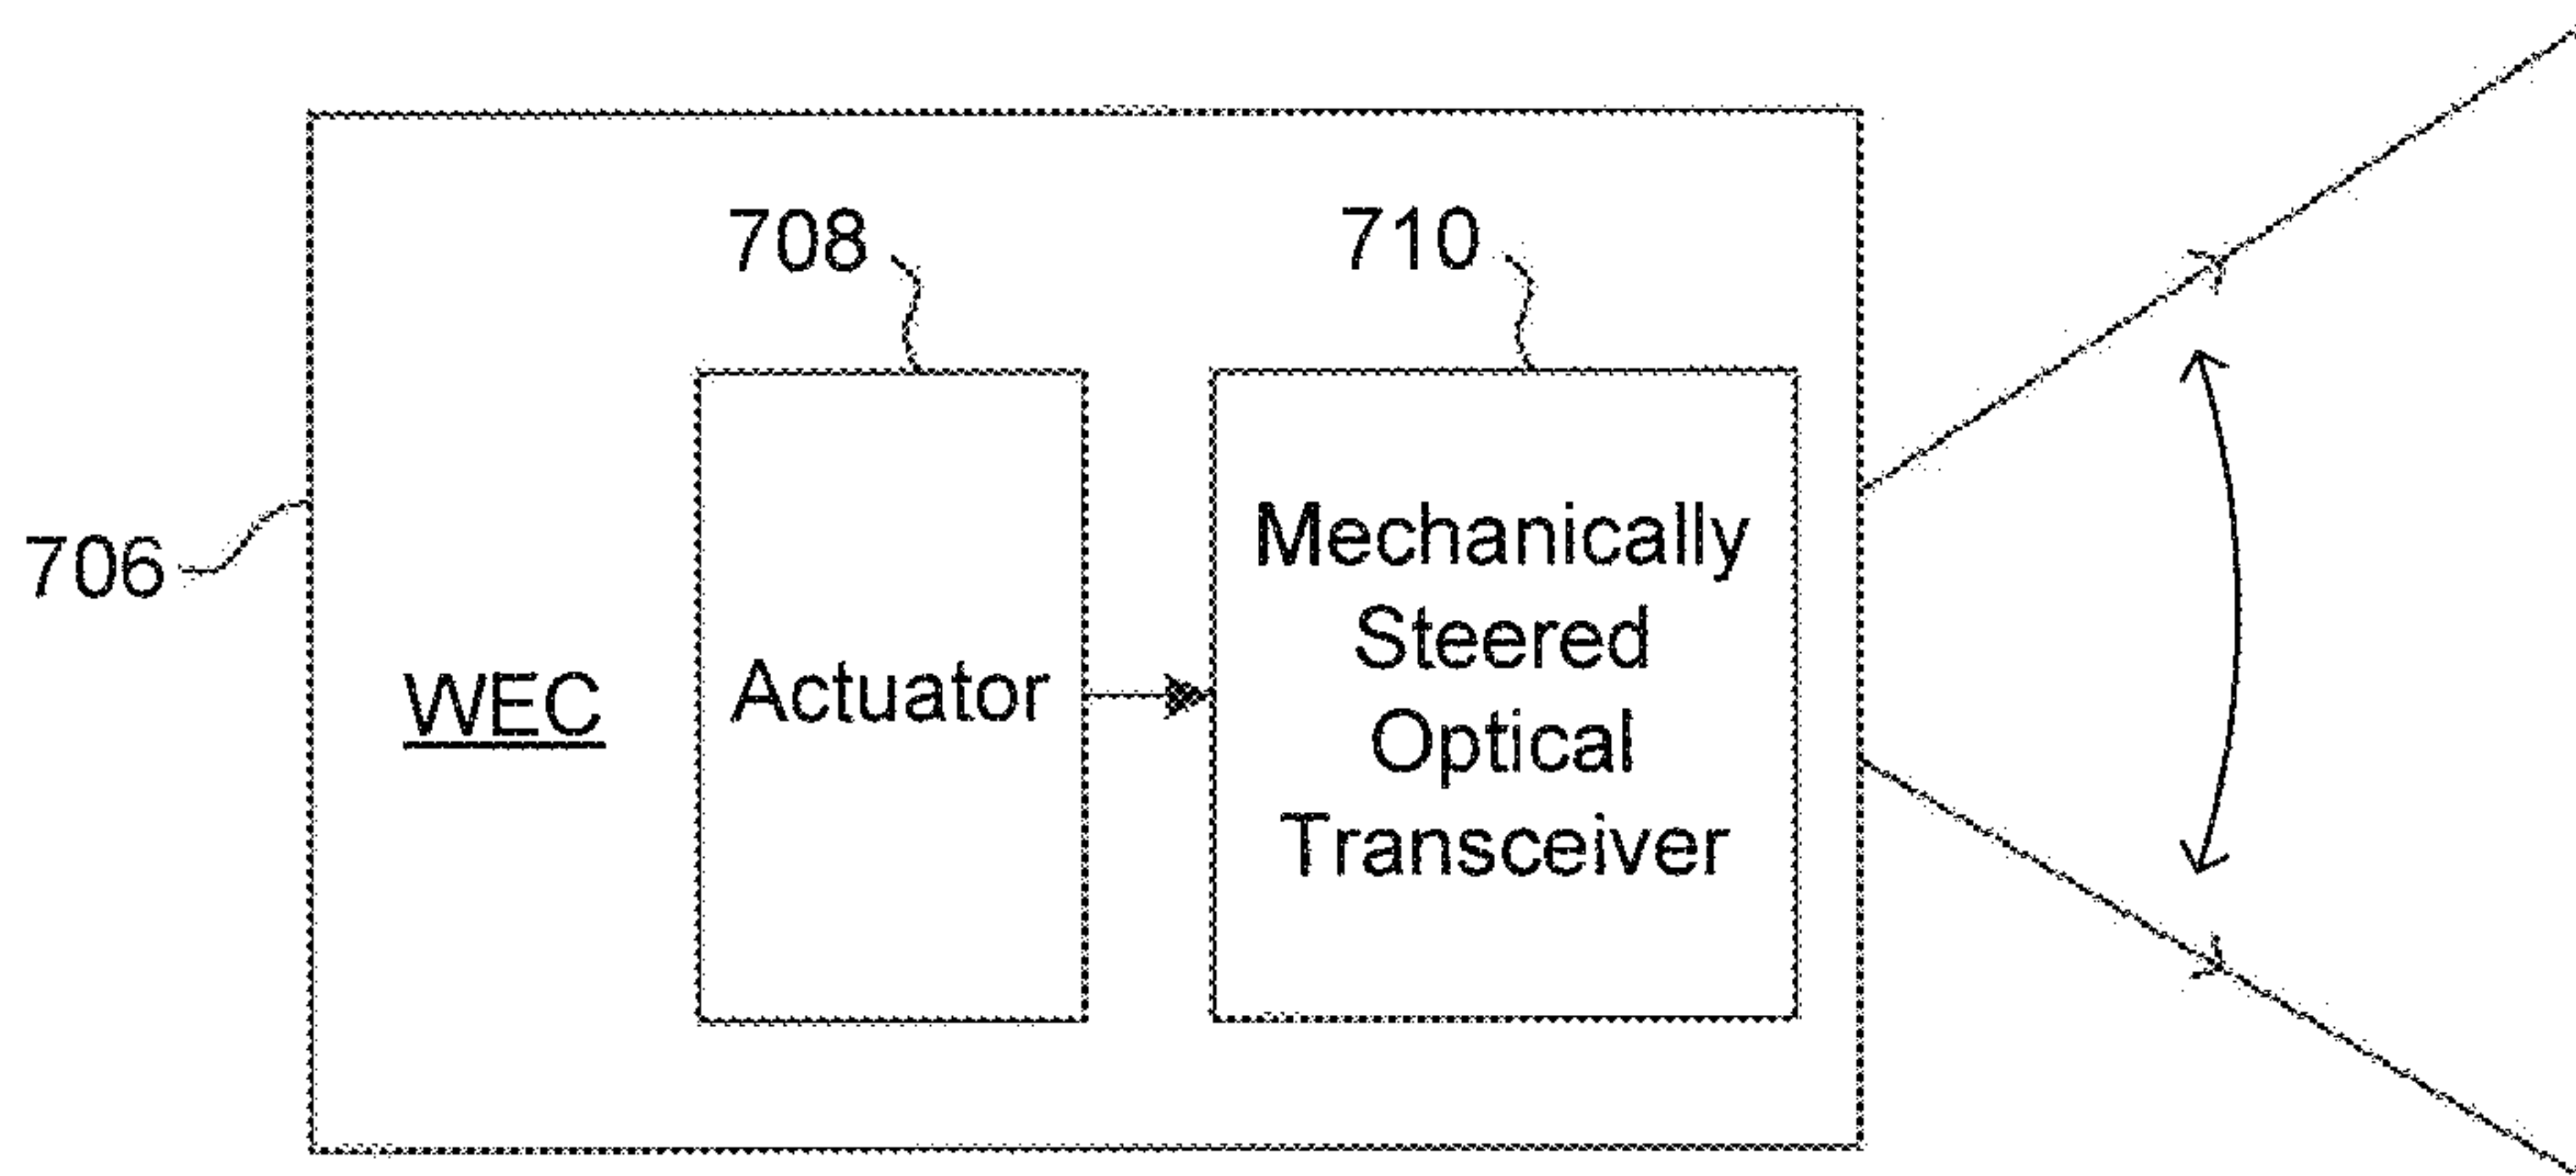 708
710
706
WEC
Actuator
Mechanically
Steered
Optical
Transceiver